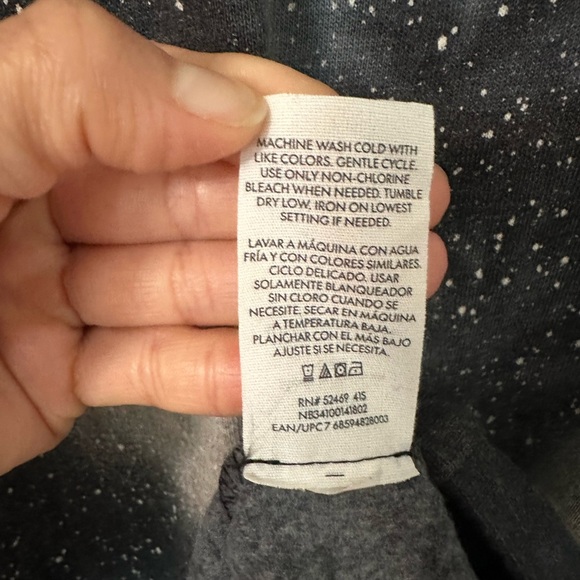 MACHINE WASH COLD WITH
LIKE COLORS. GENTLE CYCLE.
USE ONLY NON-CHLORINE
BLEACH WHEN NEEDED. TUMBLE
DRY LOW. IRON ON LOWEST
SETTING IF NEEDED.
LAVAR A MÁQUINA CON AGUA
FRÍA Y CON COLORES SIMILARES.
CICLO DELICADO. USAR
SOLAMENTE BLANQUEADOR
SIN CLORO CUANDO SE
NECESITE. SECAR EN MÁQUINA
A TEMPERATURA BAJA.
PLANCHAR CON EL MÁS BAJO
AJUSTE SI SE NECESITA.
RN# 52469 41S
NB34100141802
EAN/UPC 7 68594828003